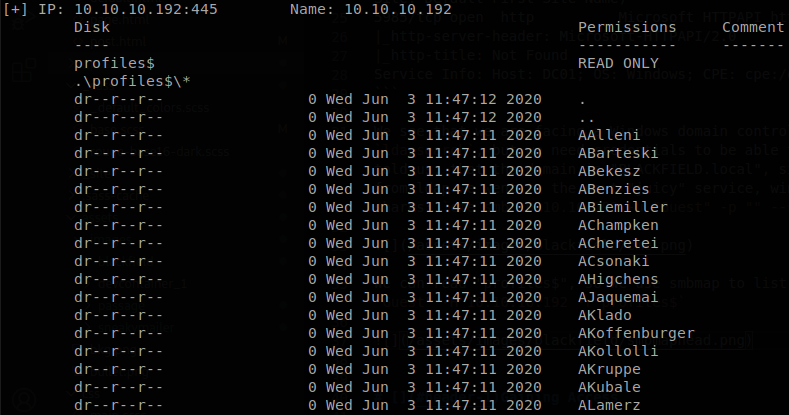 [+] IP: 10.10.10.192:445 Name: 10.10.10.192
Disk Permissions Comment
---- ----------- -------
profiles$ READ ONLY
.\profiles$\*
dr--r--r-- 0 Wed Jun 3 11:47:12 2020 .
dr--r--r-- 0 Wed Jun 3 11:47:12 2020 ..
dr--r--r-- 0 Wed Jun 3 11:47:11 2020 AAlleni
dr--r--r-- 0 Wed Jun 3 11:47:11 2020 ABarteski
dr--r--r-- 0 Wed Jun 3 11:47:11 2020 ABekesz
dr--r--r-- 0 Wed Jun 3 11:47:11 2020 ABenzies
dr--r--r-- 0 Wed Jun 3 11:47:11 2020 ABiemiller
dr--r--r-- 0 Wed Jun 3 11:47:11 2020 AChampken
dr--r--r-- 0 Wed Jun 3 11:47:11 2020 ACheretei
dr--r--r-- 0 Wed Jun 3 11:47:11 2020 ACsonaki
dr--r--r-- 0 Wed Jun 3 11:47:11 2020 AHigchens
dr--r--r-- 0 Wed Jun 3 11:47:11 2020 AJaquemai
dr--r--r-- 0 Wed Jun 3 11:47:11 2020 AKlado
dr--r--r-- 0 Wed Jun 3 11:47:11 2020 AKoffenburger
dr--r--r-- 0 Wed Jun 3 11:47:11 2020 AKollolli
dr--r--r-- 0 Wed Jun 3 11:47:11 2020 AKruppe
dr--r--r-- 0 Wed Jun 3 11:47:11 2020 AKubale
dr--r--r-- 0 Wed Jun 3 11:47:11 2020 ALamerz